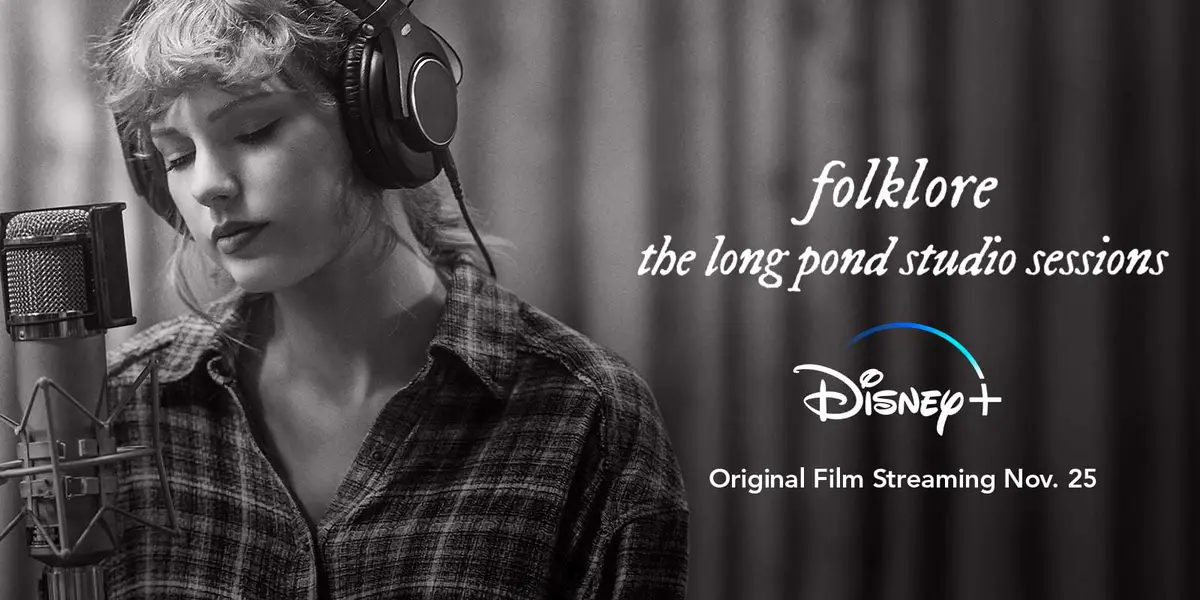 folklore
the long pond studio sessions
Disney+
Original Film Streaming Nov. 25